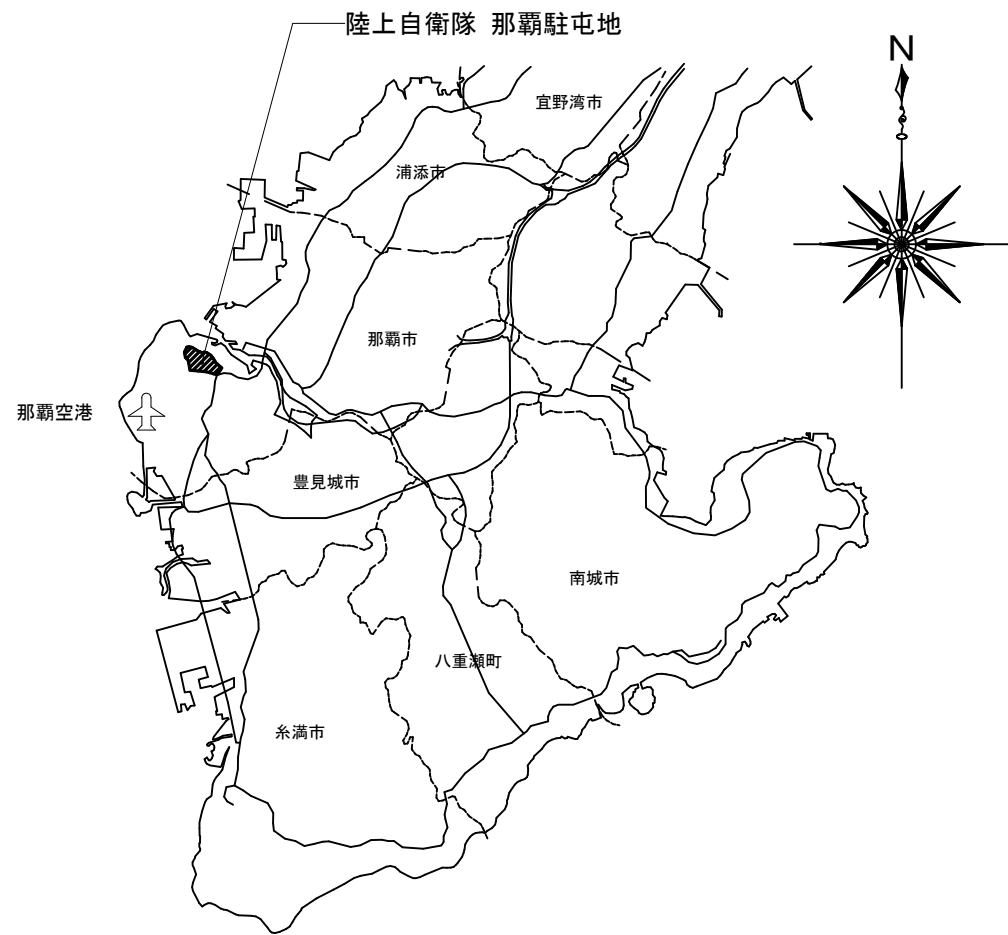 陸上自衛隊 那覇駐屯地
N
宜野湾市
浦添市
那覇市
那覇空港
豊見城市
南城市
八重瀬町
糸満市